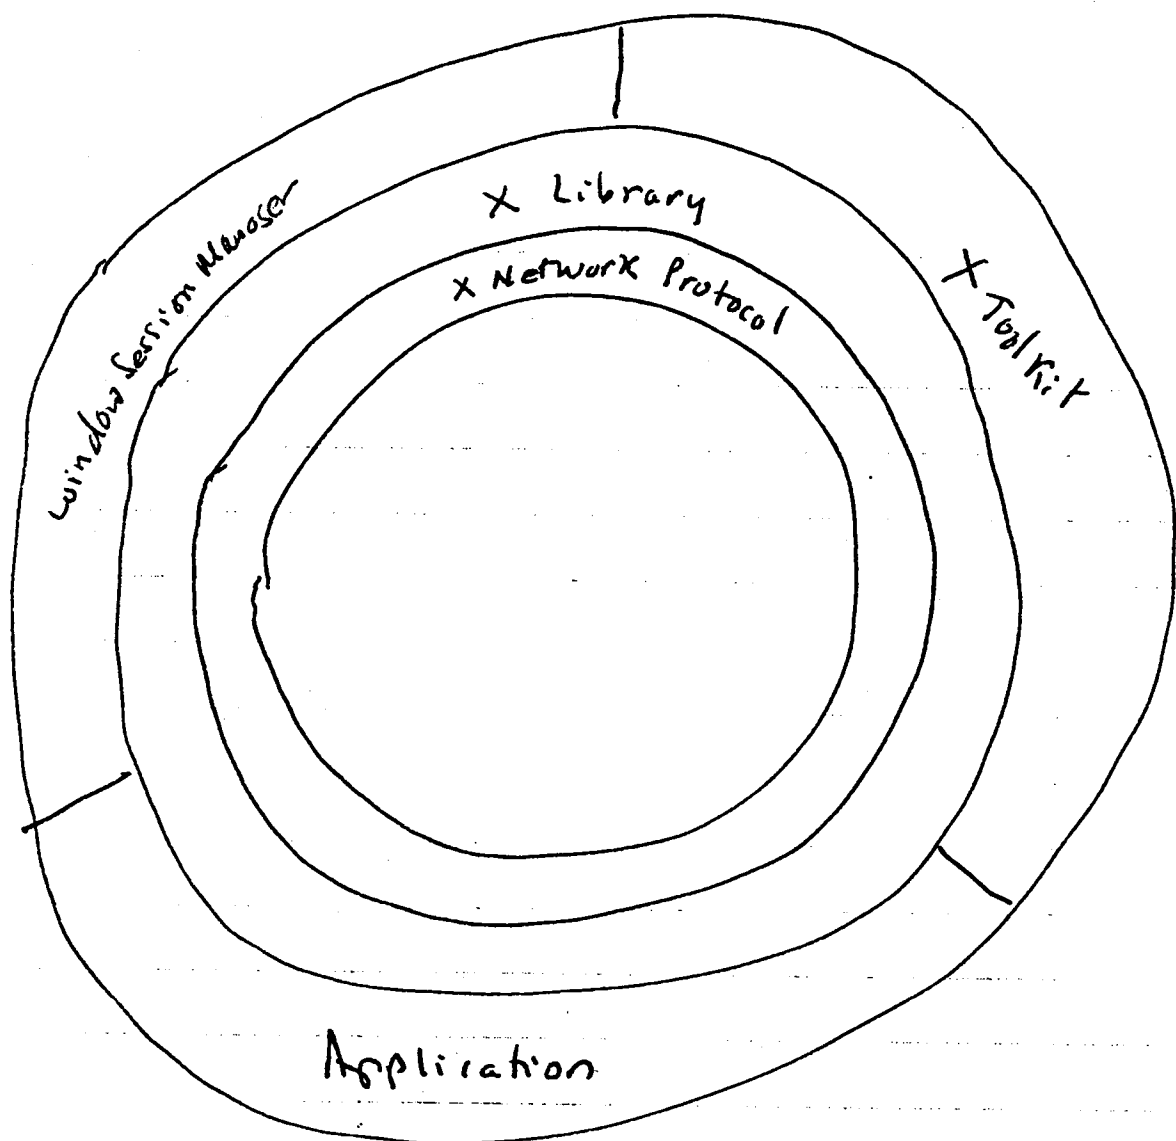 X Library
X Network Protocol
Window Session Manager
X Toolkit
Application